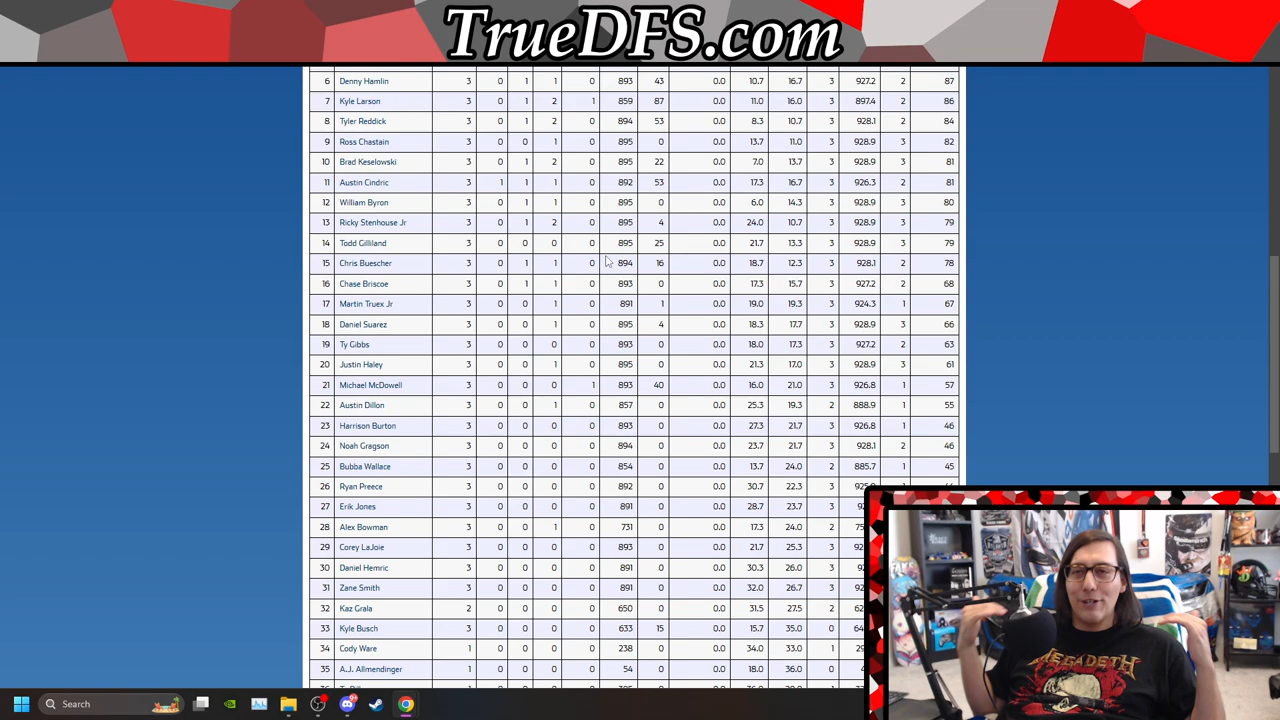 TrueDFS.com
6 Denny Hamlin 3 0 1 1 0 893 43 0.0 10.7 16.7 3 927.2 2 87
7 Kyle Larson 3 0 1 2 1 859 87 0.0 11.0 16.0 3 897.4 2 86
8 Tyler Reddick 3 0 1 2 0 894 53 0.0 8.3 10.7 3 928.1 2 84
9 Ross Chastain 3 0 0 1 0 895 0 0.0 13.7 11.0 3 928.9 3 82
10 Brad Keselowski 3 0 1 2 0 895 22 0.0 7.0 13.7 3 928.9 3 81
11 Austin Cindric 3 1 1 1 0 892 53 0.0 17.3 16.7 3 926.3 2 81
12 William Byron 3 0 1 1 0 895 0 0.0 6.0 14.3 3 928.9 3 80
13 Ricky Stenhouse Jr 3 0 1 2 0 895 4 0.0 24.0 10.7 3 928.9 3 79
14 Todd Gilliland 3 0 0 0 0 895 25 0.0 21.7 13.3 3 928.9 3 79
15 Chris Buescher 3 0 1 1 0 894 16 0.0 18.7 12.3 3 928.1 2 78
16 Chase Briscoe 3 0 1 1 0 893 0 0.0 17.3 15.7 3 927.2 2 68
17 Martin Truex Jr 3 0 0 1 0 891 1 0.0 19.0 19.3 3 924.3 1 67
18 Daniel Suarez 3 0 0 1 0 895 4 0.0 18.3 17.7 3 928.9 3 66
19 Ty Gibbs 3 0 0 0 0 893 0 0.0 18.0 17.3 3 927.2 2 63
20 Justin Haley 3 0 0 1 0 895 0 0.0 21.3 17.0 3 928.9 3 61
21 Michael McDowell 3 0 0 0 1 893 40 0.0 16.0 21.0 3 926.8 1 57
22 Austin Dillon 3 0 0 1 0 857 0 0.0 25.3 19.3 2 888.9 1 55
23 Harrison Burton 3 0 0 0 0 893 0 0.0 27.3 21.7 3 926.8 1 46
24 Noah Gragson 3 0 0 0 0 894 0 0.0 23.7 21.7 3 928.1 2 46
25 Bubba Wallace 3 0 0 0 0 854 0 0.0 13.7 24.0 2 885.7 1 45
26 Ryan Preece 3 0 0 0 0 892 0 0.0 30.7 22.3 3
27 Erik Jones 3 0 0 0 0 891 0 0.0 28.7 23.7 3
28 Alex Bowman 3 0 0 1 0 731 0 0.0 17.3 24.0 2
29 Corey LaJoie 3 0 0 0 0 893 0 0.0 21.7 25.3 3
30 Daniel Hemric 3 0 0 0 0 891 0 0.0 30.3 26.0 3
31 Zane Smith 3 0 0 0 0 891 0 0.0 32.0 26.7 3
32 Kaz Grala 2 0 0 0 0 650 0 0.0 31.5 27.5 2
33 Kyle Busch 3 0 0 0 0 633 15 0.0 15.7 35.0 0
34 Cody Ware 1 0 0 0 0 238 0 0.0 34.0 33.0 1
35 A.J. Allmendinger 1 0 0 0 0 54 0 0.0 18.0 36.0 0
MEGADETH
Search